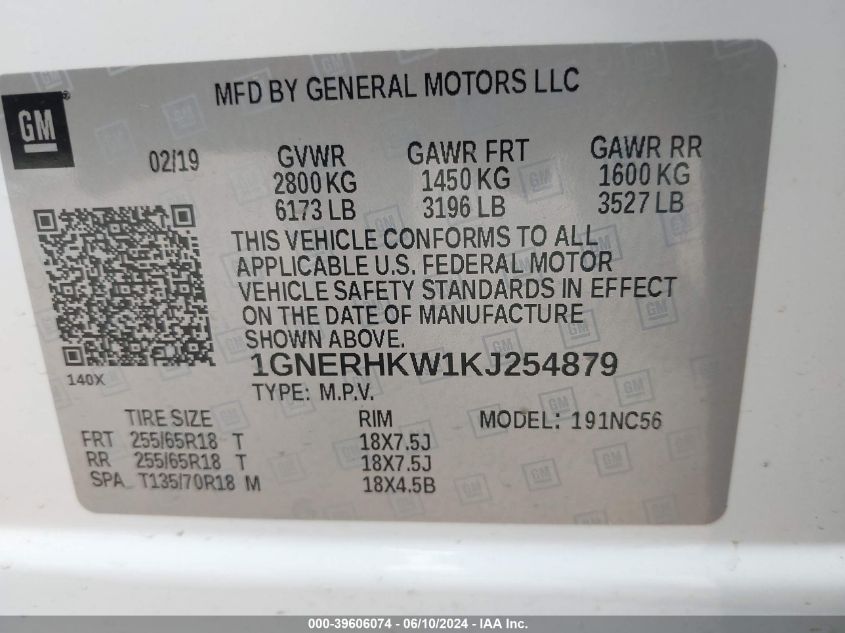 MFD BY GENERAL MOTORS LLC
GM®
02/19 GVWR GAWR FRT GAWR RR
2800 KG 1450 KG 1600 KG
6173 LB 3196 LB 3527 LB
THIS VEHICLE CONFORMS TO ALL
APPLICABLE U.S. FEDERAL MOTOR
VEHICLE SAFETY STANDARDS IN EFFECT
ON THE DATE OF MANUFACTURE
SHOWN ABOVE.
1GNERHKW1KJ254879
140X
TYPE: M.P.V.
TIRE SIZE RIM MODEL: 191NC56
FRT 255/65R18 T 18X7.5J
RR 255/65R18 T 18X7.5J
SPA T135/70R18 M 18X4.5B
000-39606074 - 06/10/2024 - IAA Inc.